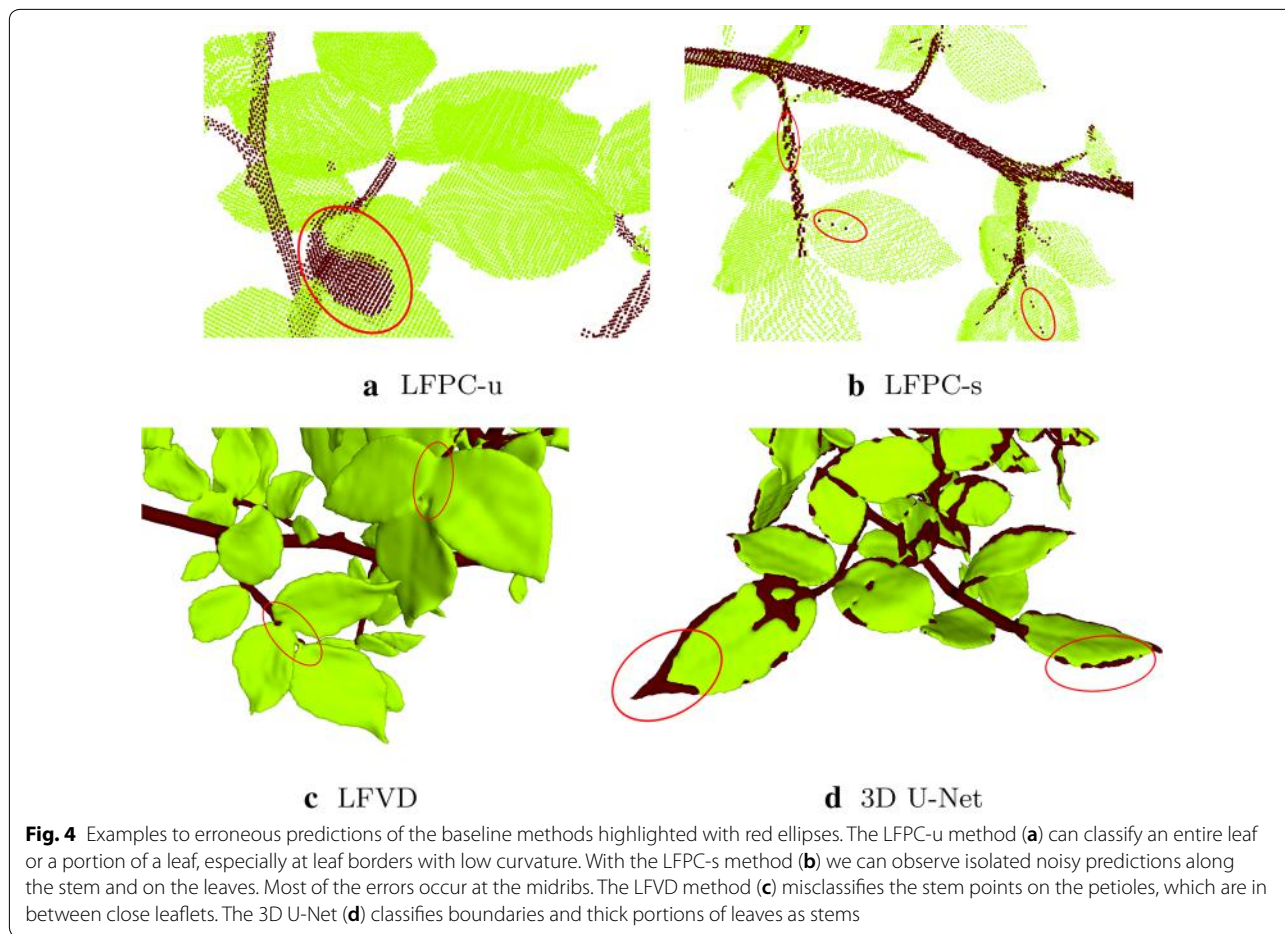 a LFPC-u
b LFPC-s
c LFVD
d 3D U-Net
Fig. 4 Examples to erroneous predictions of the baseline methods highlighted with red ellipses. The LFPC-u method (a) can classify an entire leaf
or a portion of a leaf, especially at leaf borders with low curvature. With the LFPC-s method (b) we can observe isolated noisy predictions along
the stem and on the leaves. Most of the errors occur at the midribs. The LFVD method (c) misclassifies the stem points on the petioles, which are in
between close leaflets. The 3D U-Net (d) classifies boundaries and thick portions of leaves as stems